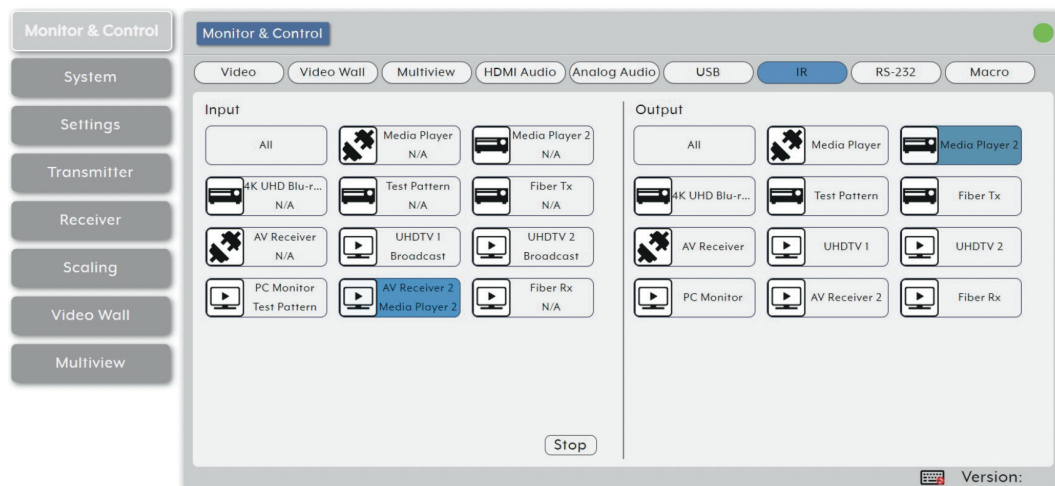 Monitor & Control
System
Settings
Transmitter
Receiver
Scaling
Video Wall
Multiview
Monitor & Control
Video
Video Wall
Multiview
HDMI Audio
Analog Audio
USB
IR
RS-232
Macro
Input
All
Media Player
N/A
Media Player 2
N/A
4K UHD Blu-r...
N/A
Test Pattern
N/A
Fiber Tx
N/A
AV Receiver
N/A
UHDTV 1
Broadcast
UHDTV 2
Broadcast
PC Monitor
Test Pattern
AV Receiver 2
Media Player 2
Fiber Rx
N/A
Stop
Output
All
Media Player
Media Player 2
4K UHD Blu-r...
Test Pattern
Fiber Tx
AV Receiver
UHDTV 1
UHDTV 2
PC Monitor
AV Receiver 2
Fiber Rx
Version: